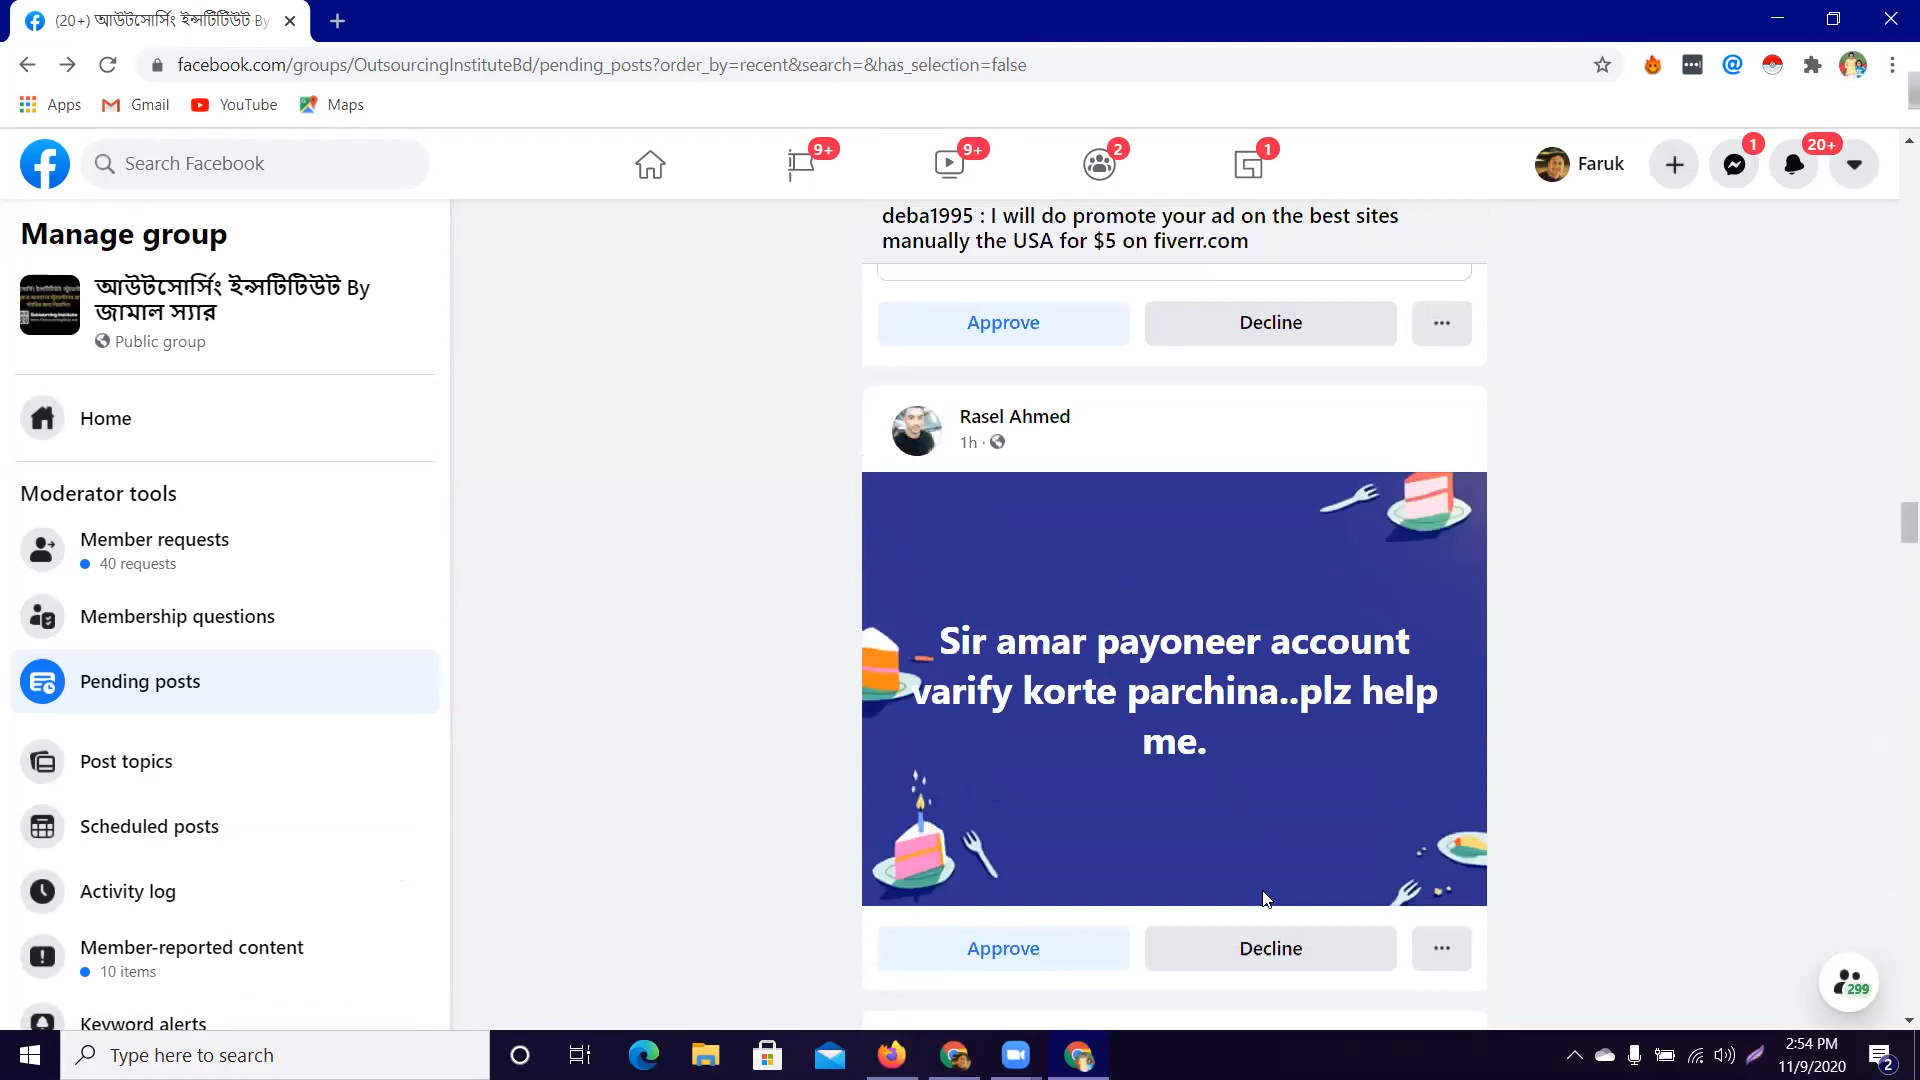 (20+) আউটসোর্সিং ইন্সটিটিউট By
facebook.com/groups/OutsourcingInstituteBd/pending_posts?order_by=recent&search=&has_selection=false
Apps Gmail YouTube Maps
Search Facebook
9+ 9+ 2 1
Faruk
1 20+
Manage group
আউটসোর্সিং ইন্সটিটিউট By
জামাল স্যার
Public group
Home
Moderator tools
Member requests
40 requests
Membership questions
Pending posts
Post topics
Scheduled posts
Activity log
Member-reported content
10 items
Keyword alerts
deba1995 : I will do promote your ad on the best sites
manually the USA for $5 on fiverr.com
Approve Decline
Rasel Ahmed
1h ·
Sir amar payoneer account
varify korte parchina..plz help
me.
Approve Decline
299
Type here to search
2:54 PM
11/9/2020
2